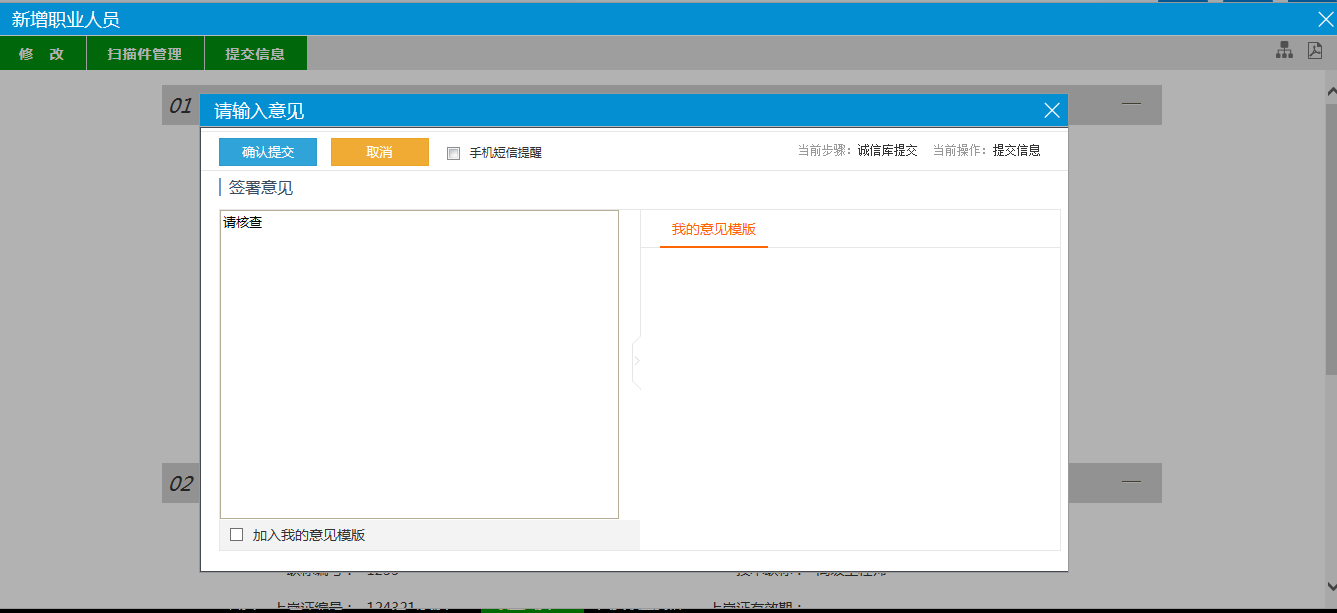 新增职业人员
修 改 扫描件管理 提交信息
01
请输入意见
确认提交 取消 手机短信提醒 当前步骤：诚信库提交 当前操作：提交信息
签署意见
请核查
我的意见模版
02
加入我的意见模版